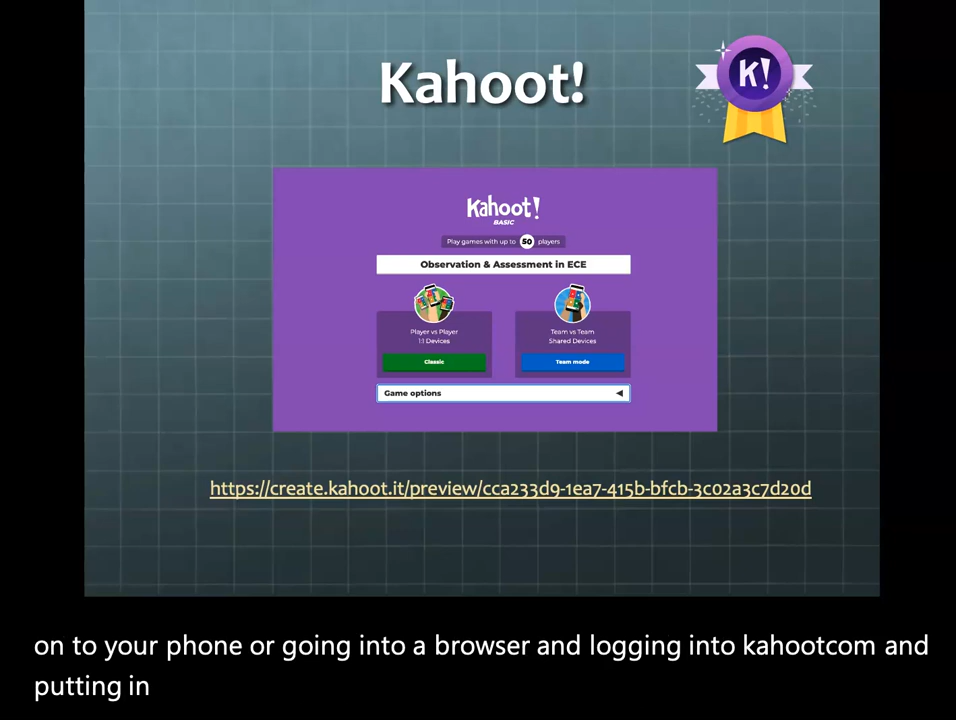 Kahoot!
K!
Kahoot!
BASIC
Play games with up to 50 players
Observation & Assessment in ECE
Player vs Player
1:1 Devices
Classic
Team vs Team
Shared Devices
Team mode
Game options
https://create.kahoot.it/preview/cca233d9-1ea7-415b-bfcb-3c02a3c7d20d
on to your phone or going into a browser and logging into kahootcom and
putting in